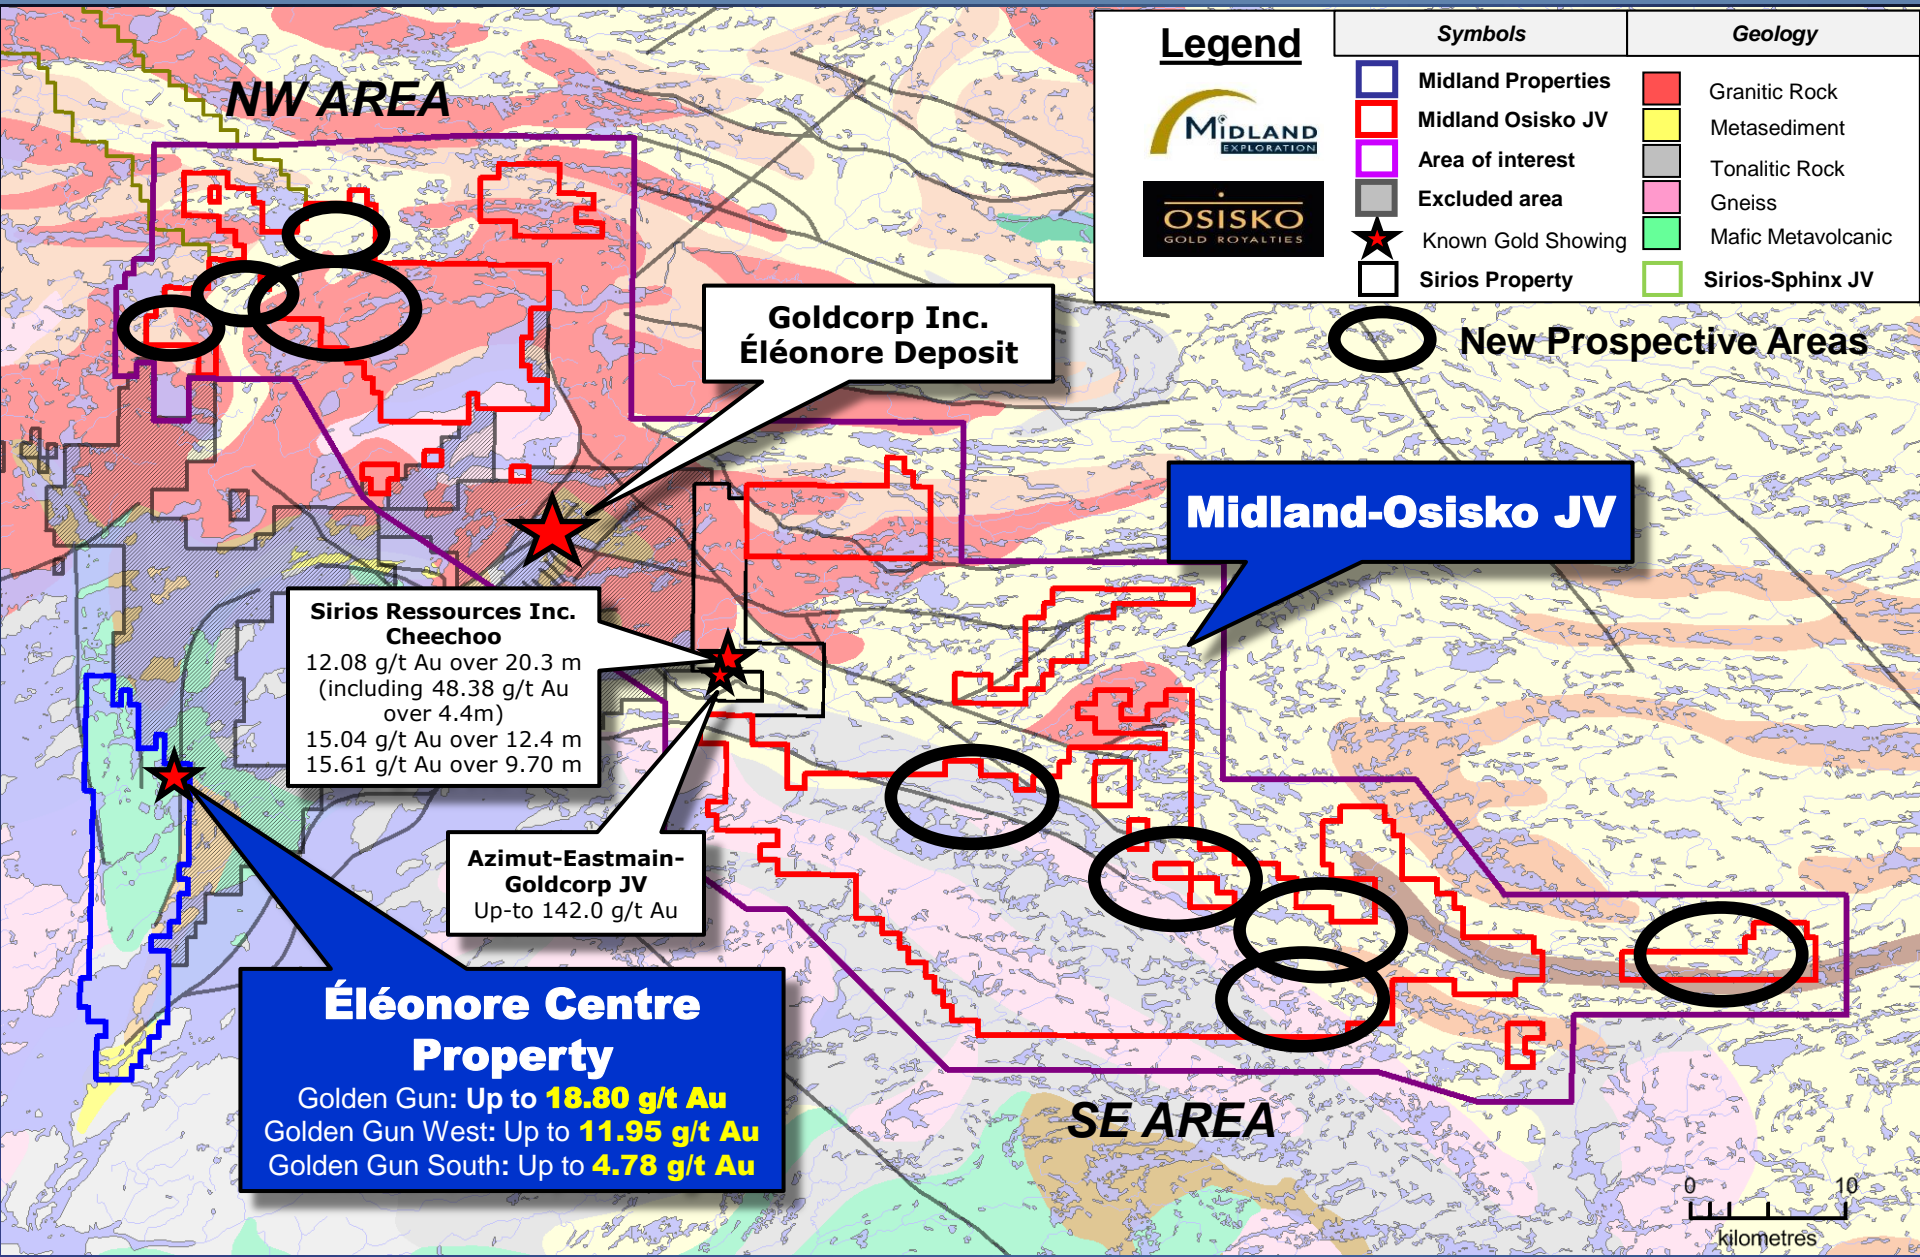 NW AREA
Legend
MIDLAND
EXPLORATION
OSISKO
GOLD ROYALTIES
Symbols
Midland Properties
Midland Osisko JV
Area of interest
Excluded area
Known Gold Showing
Sirios Property
Geology
Granitic Rock
Metasediment
Tonalitic Rock
Gneiss
Mafic Metavolcanic
Sirios-Sphinx JV
New Prospective Areas
Goldcorp Inc.
Éléonore Deposit
Midland-Osisko JV
Sirios Ressources Inc.
Cheechoo
12.08 g/t Au over 20.3 m
(including 48.38 g/t Au
over 4.4m)
15.04 g/t Au over 12.4 m
15.61 g/t Au over 9.70 m
Azimut-Eastmain-
Goldcorp JV
Up-to 142.0 g/t Au
Éléonore Centre
Property
Golden Gun: Up to 18.80 g/t Au
Golden Gun West: Up to 11.95 g/t Au
Golden Gun South: Up to 4.78 g/t Au
SE AREA
0 10
kilometres